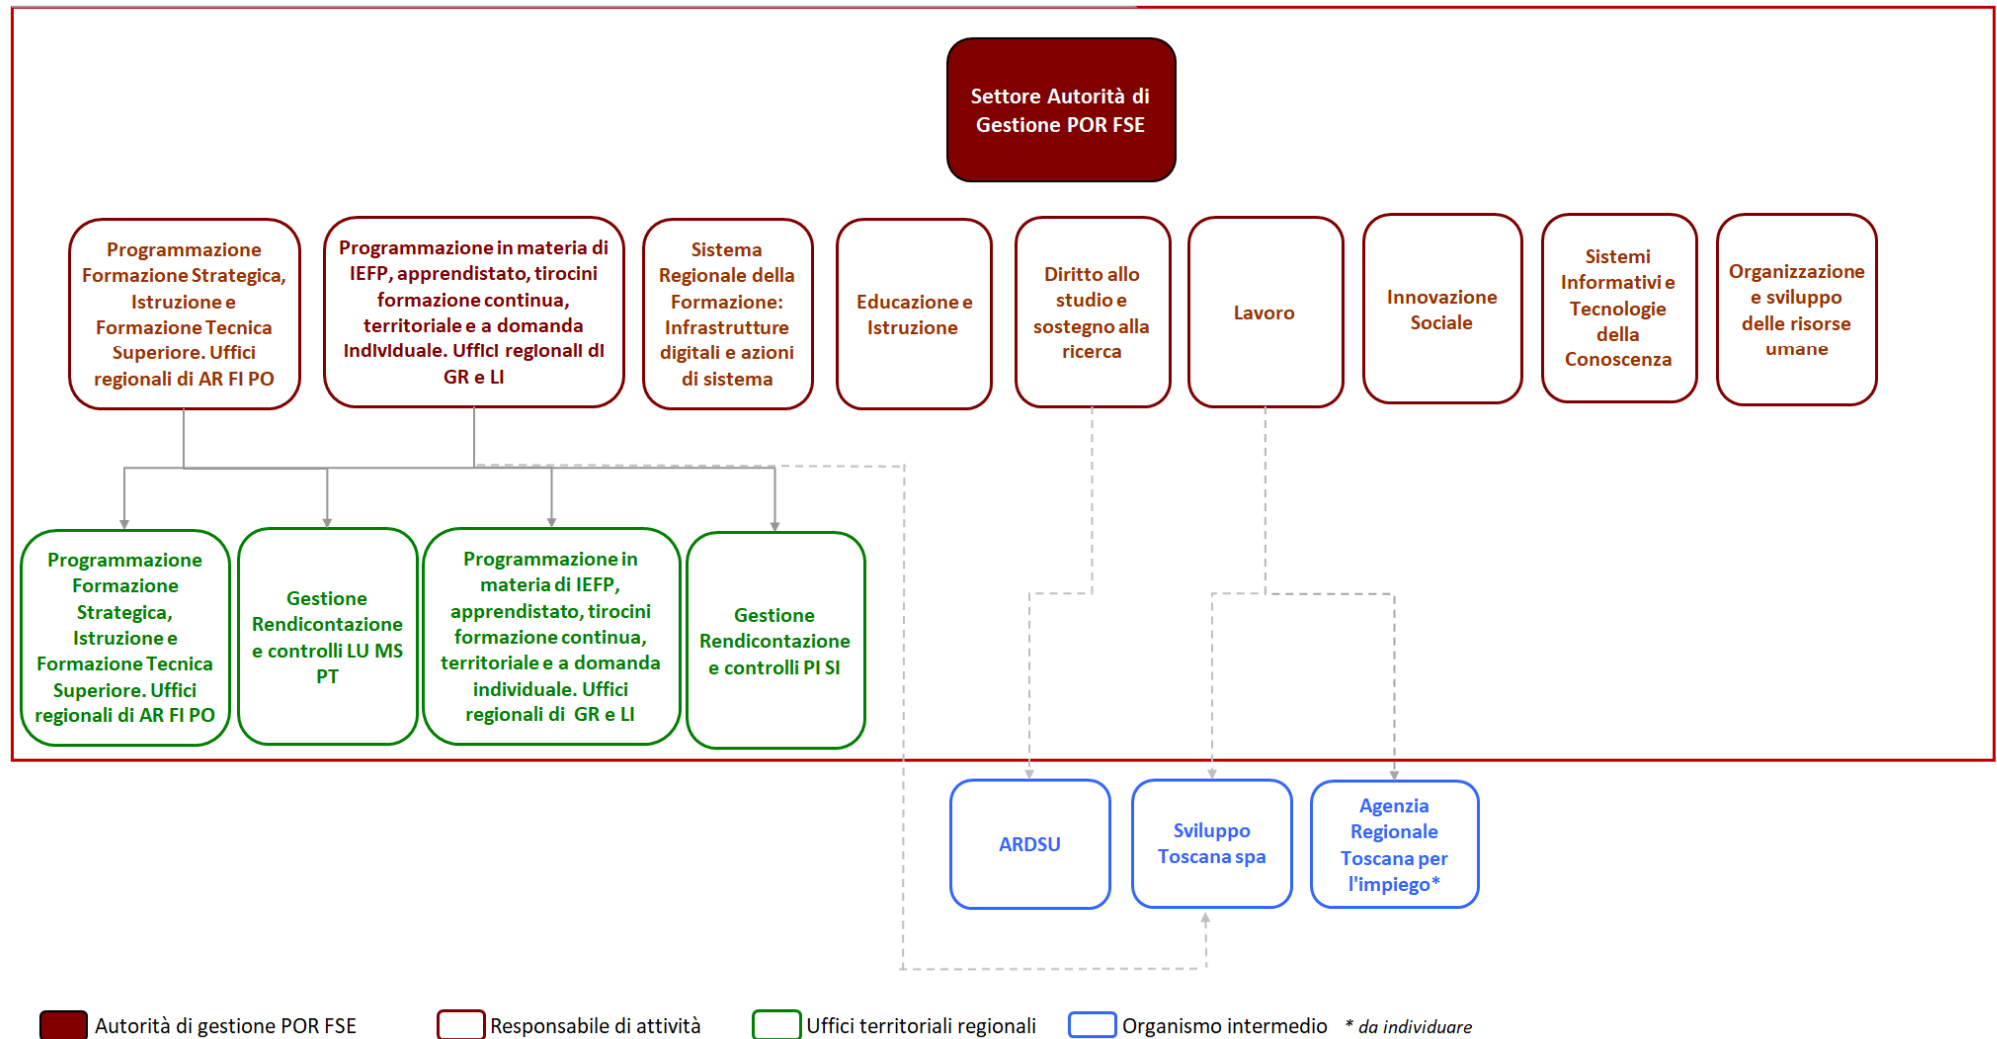 Settore Autorità di
Gestione POR FSE
Programmazione
Formazione Strategica,
Istruzione e
Formazione Tecnica
Superiore. Uffici
regionali di AR FI PO
Programmazione in materia di
IEFP, apprendistato, tirocini
formazione continua,
territoriale e a domanda
individuale. Uffici regionali di
GR e LI
Sistema
Regionale della
Formazione:
Infrastrutture
digitali e azioni
di sistema
Educazione e
Istruzione
Diritto allo
studio e
sostegno alla
ricerca
Lavoro
Innovazione
Sociale
Sistemi
Informativi e
Tecnologie
della
Conoscenza
Organizzazione
e sviluppo
delle risorse
umane
Programmazione
Formazione
Strategica,
Istruzione e
Formazione Tecnica
Superiore. Uffici
regionali di AR FI PO
Gestione
Rendicontazione
e controlli LU MS
PT
Programmazione in
materia di IEFP,
apprendistato, tirocini
formazione continua,
territoriale e a domanda
individuale. Uffici
regionali di GR e LI
Gestione
Rendicontazione
e controlli PI SI
ARDSU
Sviluppo
Toscana spa
Agenzia
Regionale
Toscana per
l'impiego*
Autorità di gestione POR FSE
Responsabile di attività
Uffici territoriali regionali
Organismo intermedio * da individuare